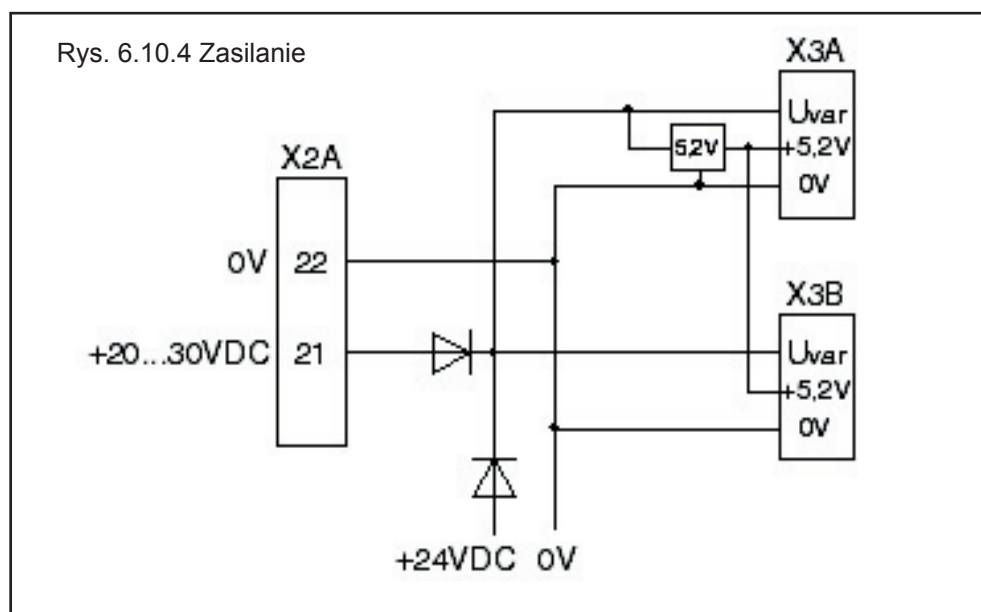 Rys. 6.10.4 Zasilanie
X3A
Uvar
5,2V
+5,2V
0V
X2A
0V 22
+20...30VDC 21
X3B
Uvar
+5,2V
0V
+24VDC 0V